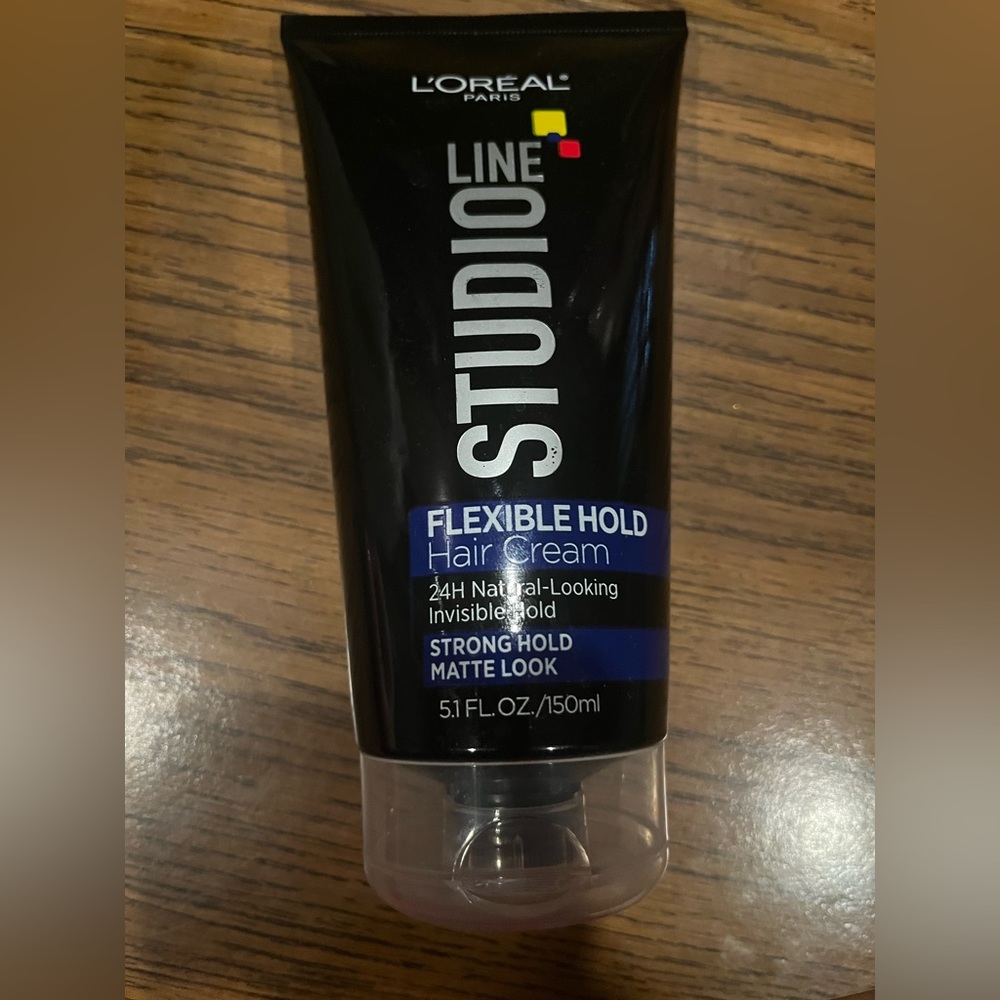 L'ORÉAL®
PARIS
STUDIO
LINE
FLEXIBLE HOLD
Hair Cream
24H Natural-Looking
Invisible Hold
STRONG HOLD
MATTE LOOK
5.1 FL. OZ./150ml